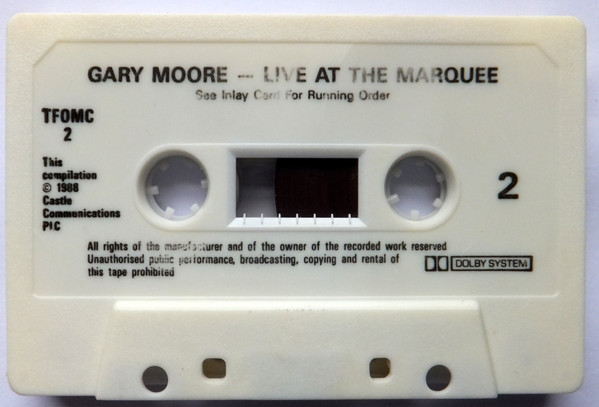 GARY MOORE -- LIVE AT THE MARQUEE
See Inlay Card For Running Order
TFOMC
2
This
compilation
© 1988
Castle
Communications
PlC
2
All rights of the manufacturer and of the owner of the recorded work reserved
Unauthorised public performance, broadcasting, copying and rental of
this tape prohibited
DOLBY SYSTEM